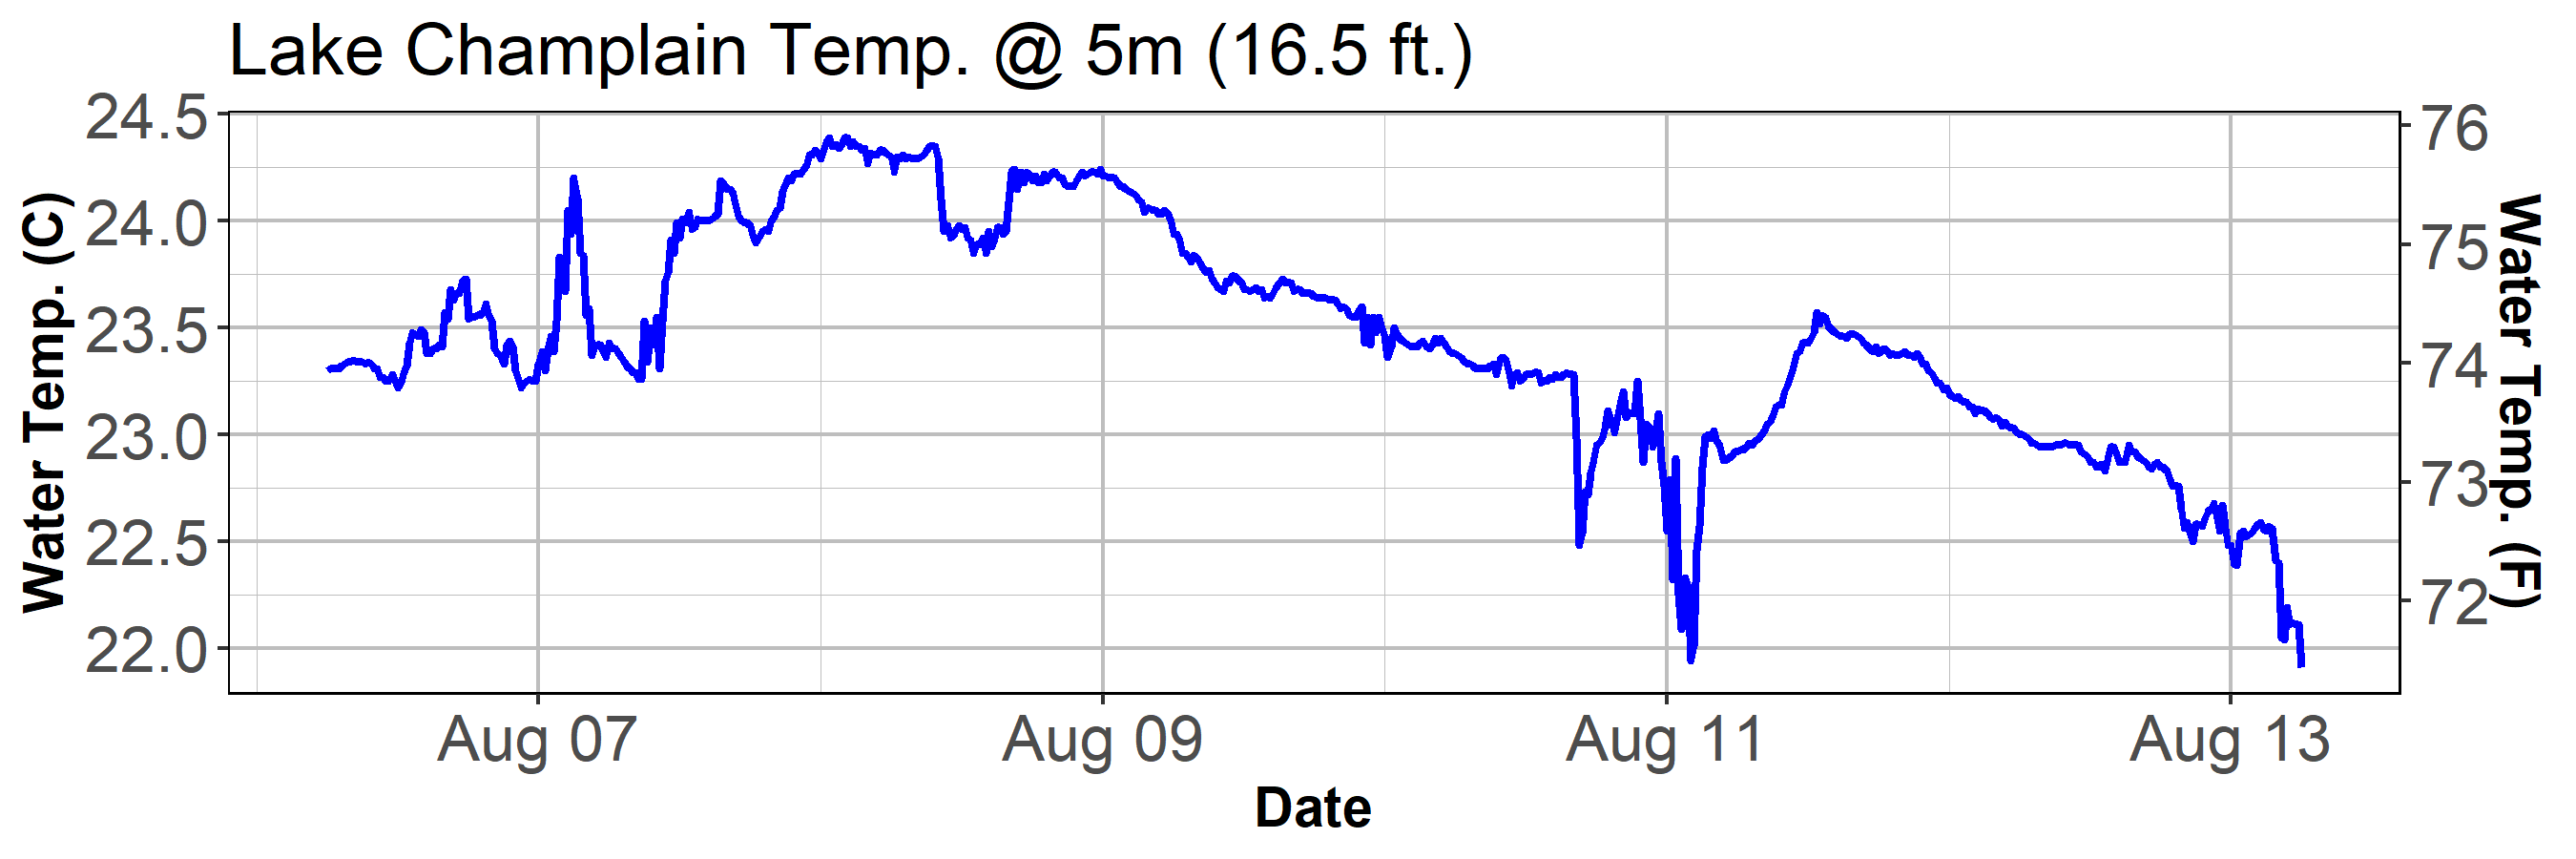 Lake Champlain Temp. @ 5m (16.5 ft.)
Water Temp. (C)
24.5
24.0
23.5
23.0
22.5
22.0
76
75
74
73
72
Water Temp. (F)
Aug 07 Aug 09 Aug 11 Aug 13
Date